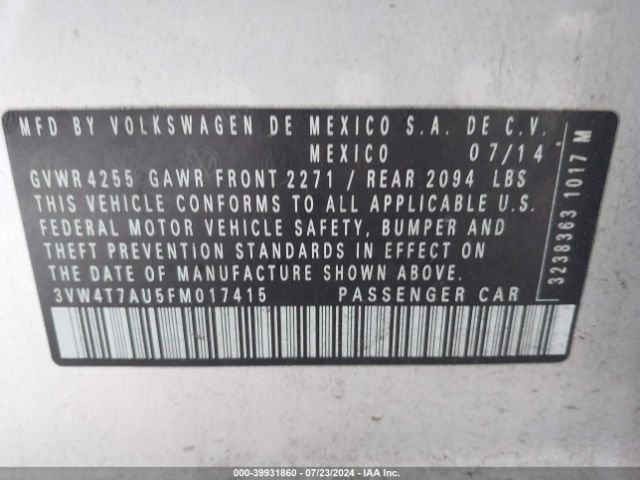 MFD BY VOLKSWAGEN DE MEXICO S.A. DE C.V.
MEXICO 07/14
GVWR 4255 GAWR FRONT 2271 / REAR 2094 LBS
THIS VEHICLE CONFORMS TO ALL APPLICABLE U.S.
FEDERAL MOTOR VEHICLE SAFETY, BUMPER AND
THEFT PREVENTION STANDARDS IN EFFECT ON
THE DATE OF MANUFACTURE SHOWN ABOVE.
3VW4T7AU5FM017415 PASSENGER CAR
3238363 1017 M
000-39931860 - 07/23/2024 - IAA Inc.